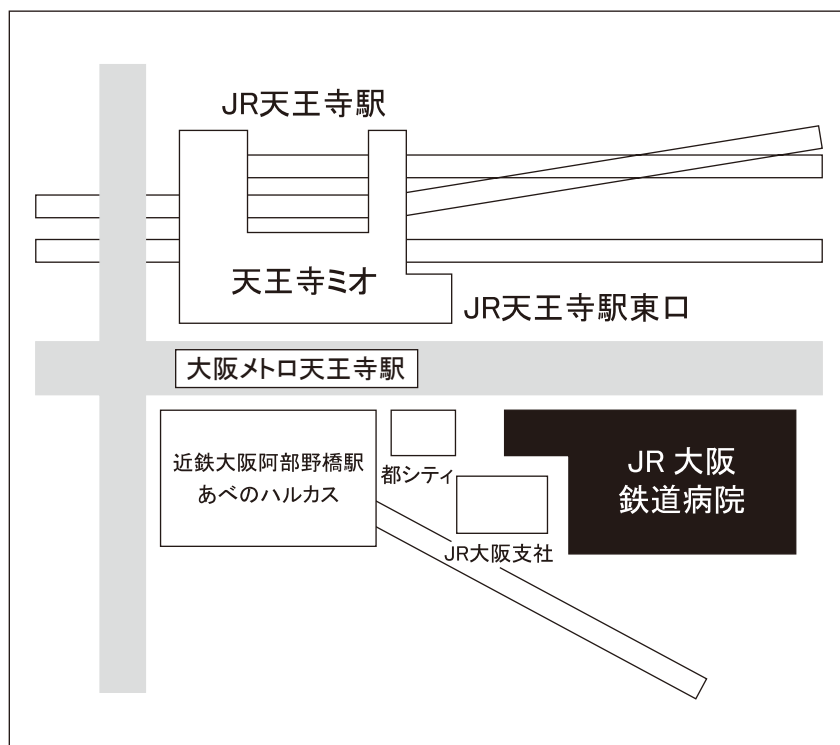 JR天王寺駅
天王寺ミオ
JR天王寺駅東口
大阪メトロ天王寺駅
近鉄大阪阿部野橋駅
あべのハルカス
都シティ
JR 大阪
鉄道病院
JR大阪支社